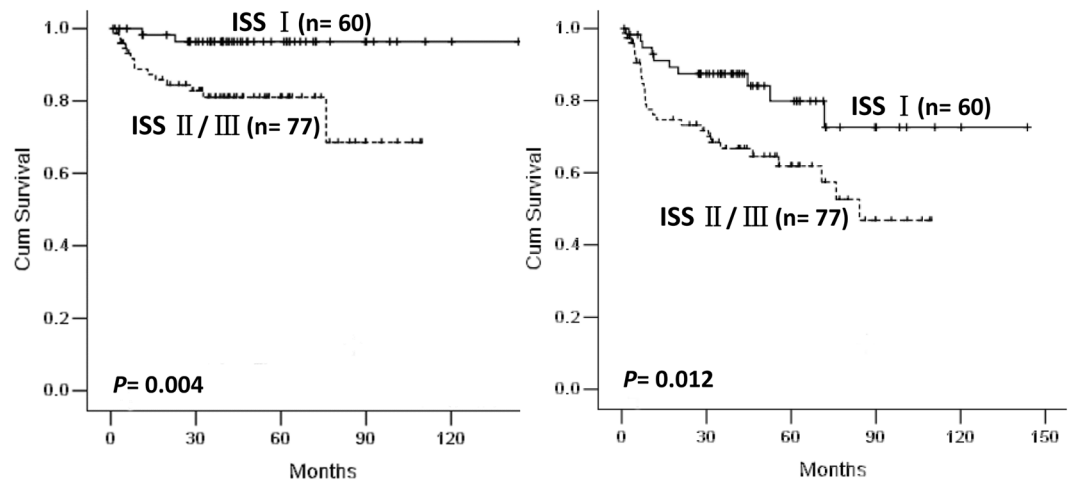 1.0
0.8
0.6
0.4
0.2
0.0
Cum Survival
ISS Ⅰ (n= 60)
ISS Ⅱ / Ⅲ (n= 77)
P= 0.004
0 30 60 90 120
Months
1.0
0.8
0.6
0.4
0.2
0.0
Cum Survival
ISS Ⅰ (n= 60)
ISS Ⅱ / Ⅲ (n= 77)
P= 0.012
0 30 60 90 120 150
Months